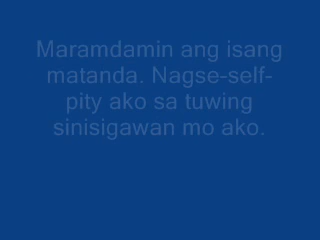 Maramdamin ang isang
matanda. Nagse-self-
pity ako sa tuwing
sinisigawan mo ako.